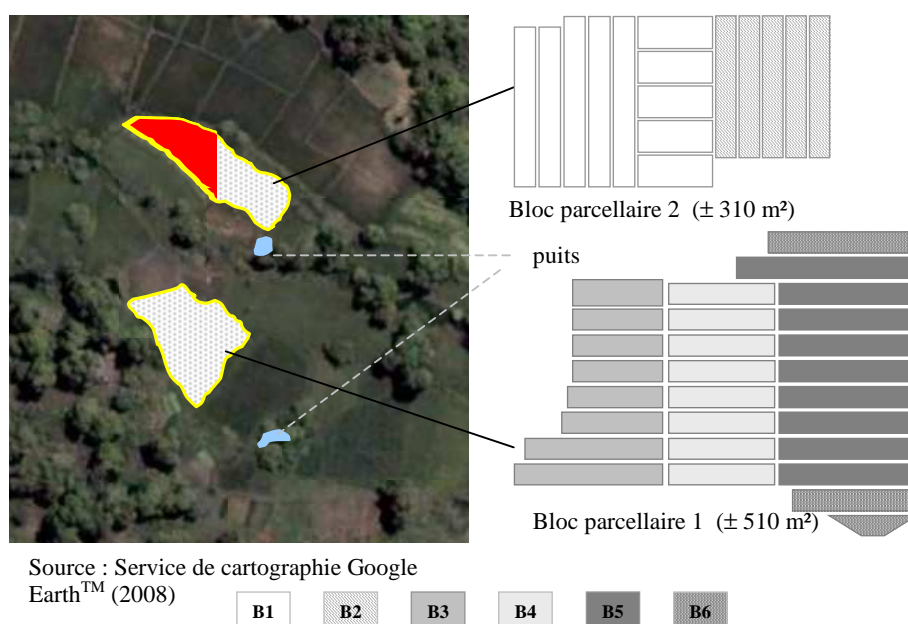 Bloc parcellaire 2 (± 310 m²)
puits
Bloc parcellaire 1 (± 510 m²)
Source : Service de cartographie Google
Earth™ (2008)
B1 B2 B3 B4 B5 B6